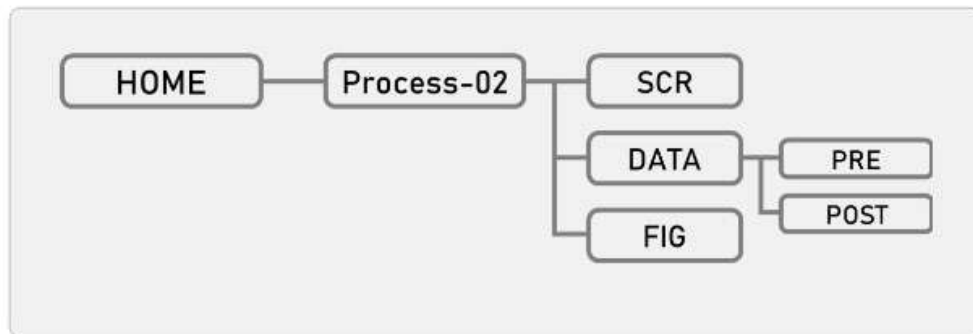 HOME
Process-02
SCR
DATA
PRE
POST
FIG